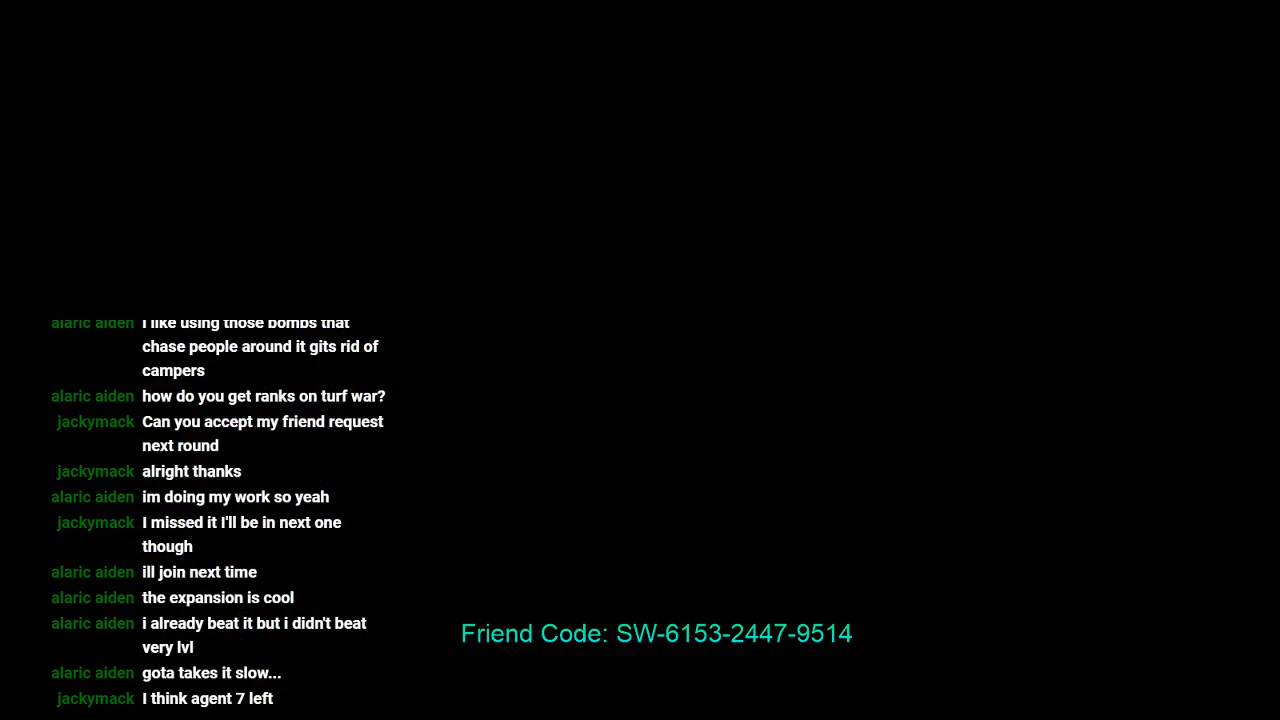 alaric aiden i like using those bombs that
chase people around it gits rid of
campers
alaric aiden how do you get ranks on turf war?
jackymack Can you accept my friend request
next round
jackymack alright thanks
alaric aiden im doing my work so yeah
jackymack I missed it I'll be in next one
though
alaric aiden ill join next time
alaric aiden the expansion is cool
alaric aiden i already beat it but i didn't beat
very lvl
Friend Code: SW-6153-2447-9514
alaric aiden gota takes it slow...
jackymack I think agent 7 left